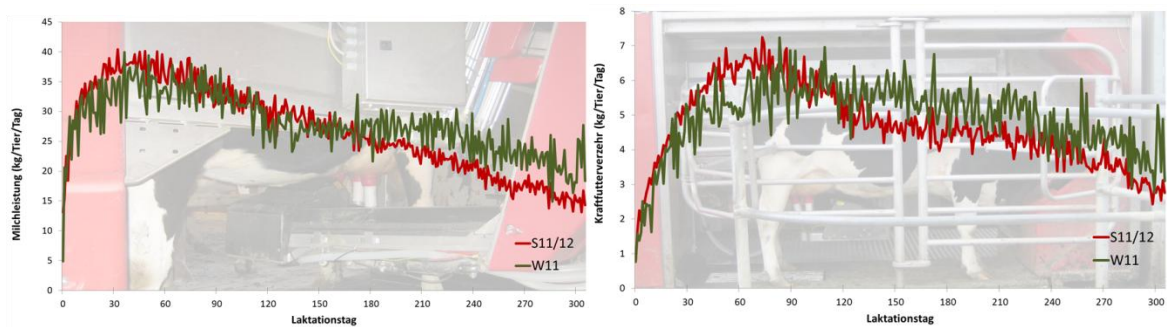 45
40
35
30
25
20
15
10
5
0
Milchleistung (kg/Tier/Tag)
S11/12
W11
0 30 60 90 120 150 180 210 240 270 300
Laktationstag
8
7
6
5
4
3
2
1
0
Kraftfutterverzehr (kg/Tier/Tag)
S11/12
W11
0 30 60 90 120 150 180 210 240 270 300
Laktationstag